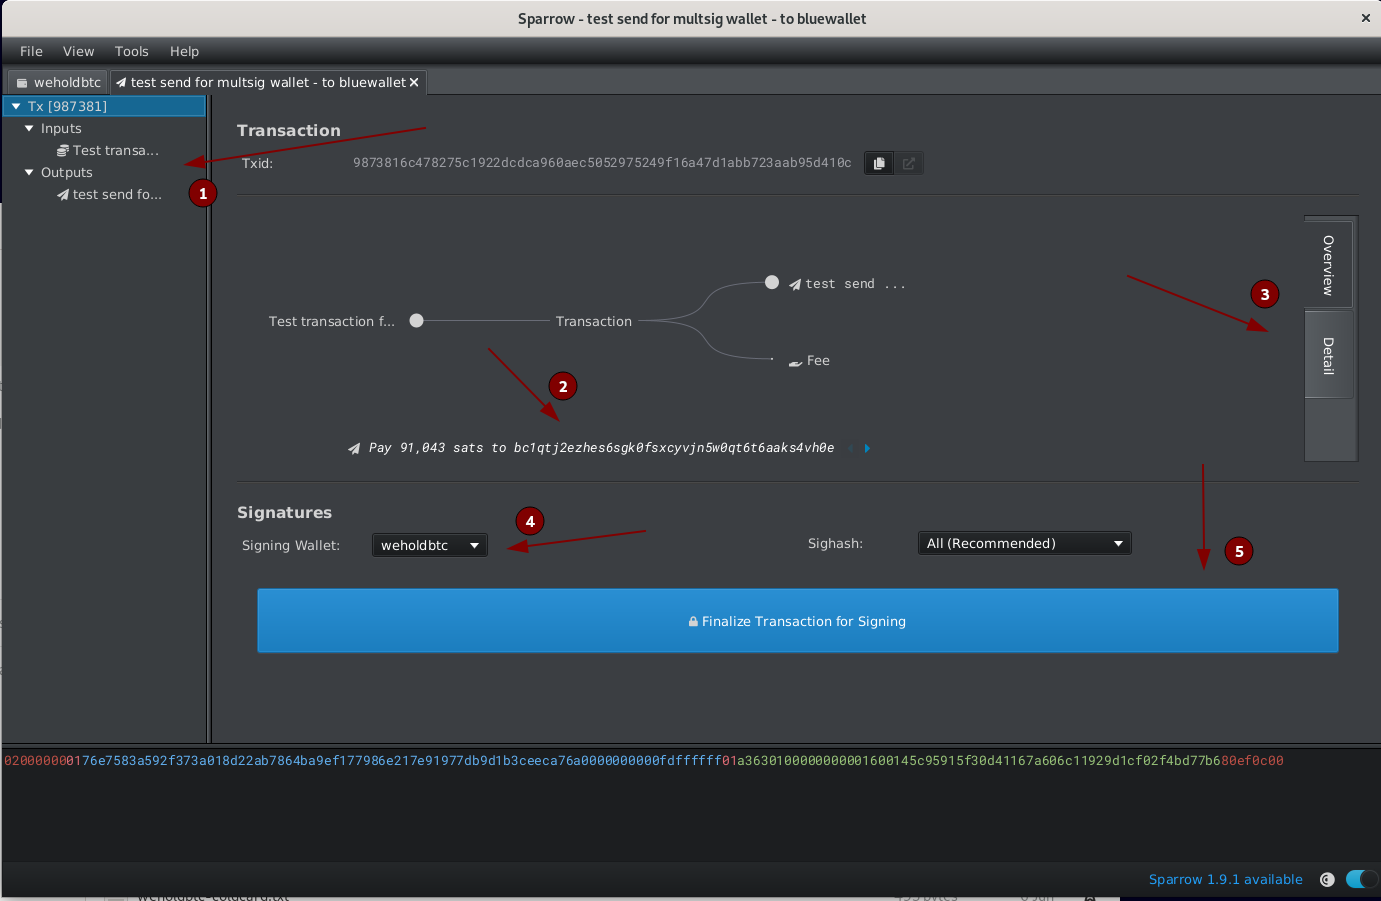 Sparrow - test send for multsig wallet - to bluewallet
File View Tools Help
weholdbtc test send for multsig wallet - to bluewallet
Tx [987381]
Inputs
Test transa...
Outputs
test send fo...
1
Transaction
Txid: 9873816c478275c1922dcdca960aec5052975249f16a47d1abb723aab95d410c
Overview
Detail
3
test send ...
Test transaction f...
Transaction
Fee
2
Pay 91,043 sats to bc1qtj2ezhes6sgk0fsxcyvjn5w0qt6t6aaks4vh0e
Signatures
4
Signing Wallet: weholdbtc
Sighash: All (Recommended)
5
Finalize Transaction for Signing
020000000176e7583a592f373a018d22ab7864ba9ef177986e217e91977db9d1b3ceeca76a0000000000fdffffff01a3630100000000001600145c95915f30d41167a606c11929d1cf02f4bd77b680ef0c00
Sparrow 1.9.1 available